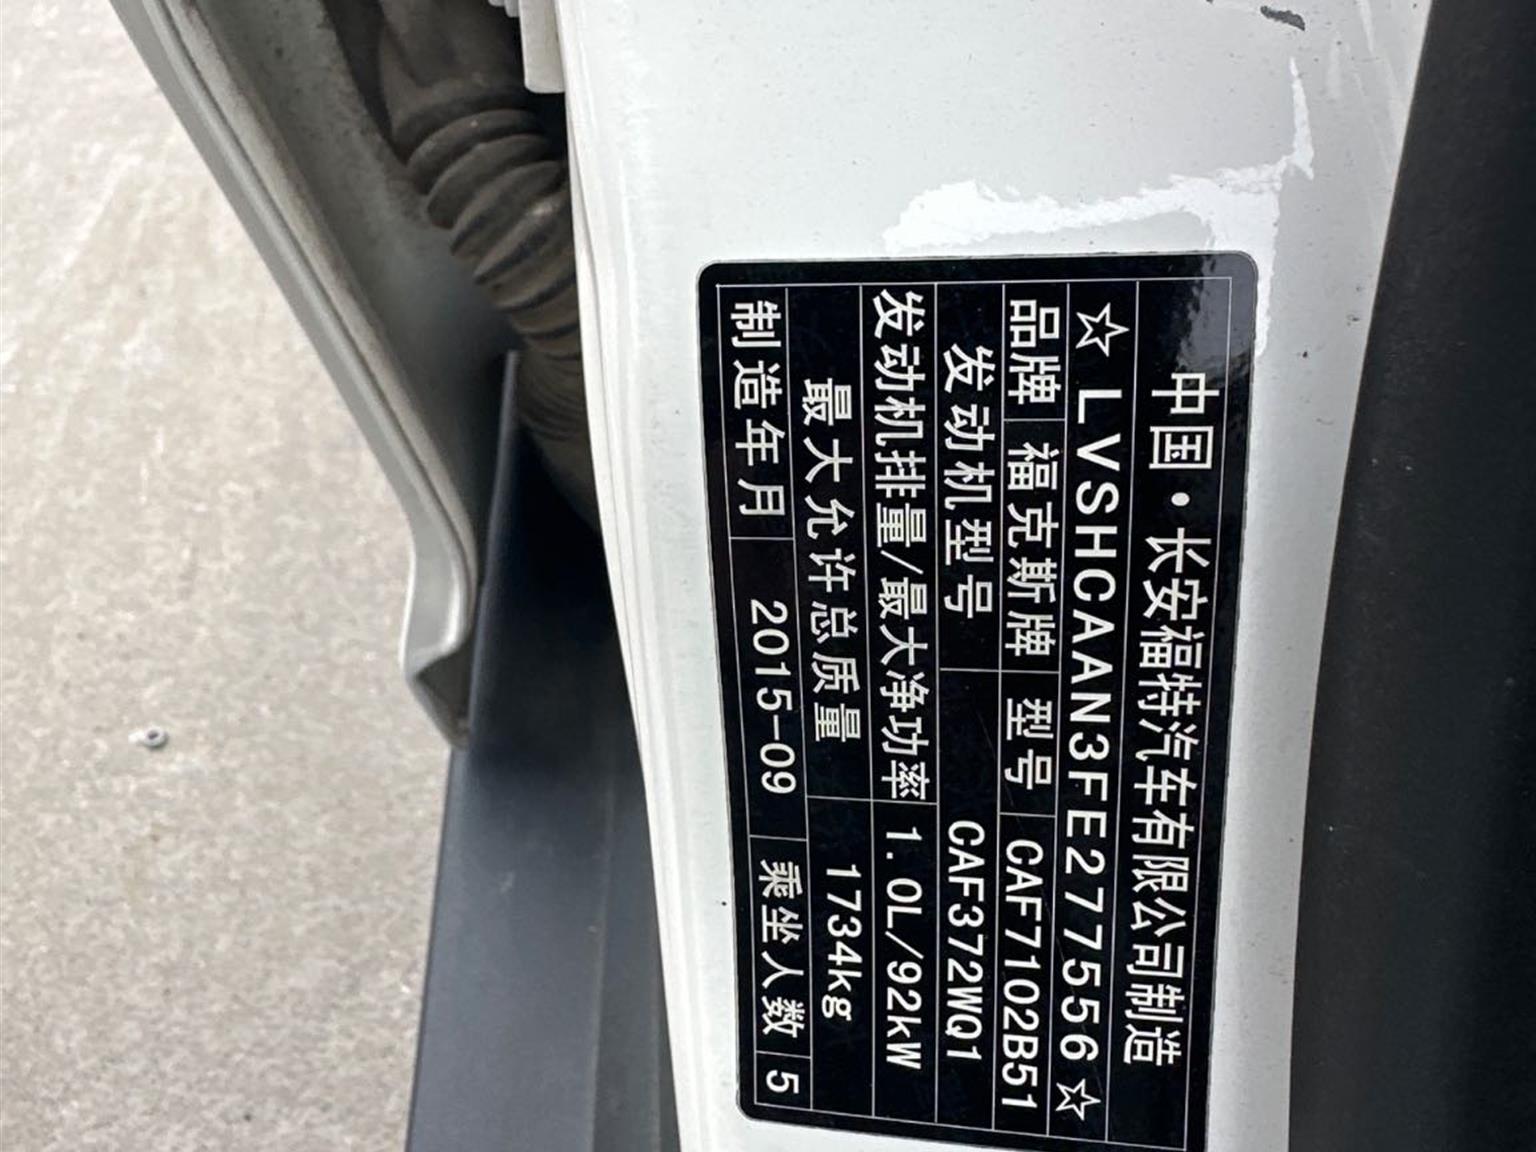 中国·长安福特汽车有限公司制造
☆ LVSHCAAN3FE277556☆
品牌 福克斯牌 型号 CAF7102B51
发动机型号 CAF372WQ1
发动机排量/最大净功率 1.0L/92kW
最大允许总质量 1734kg
制造年月 2015-09 乘坐人数 5